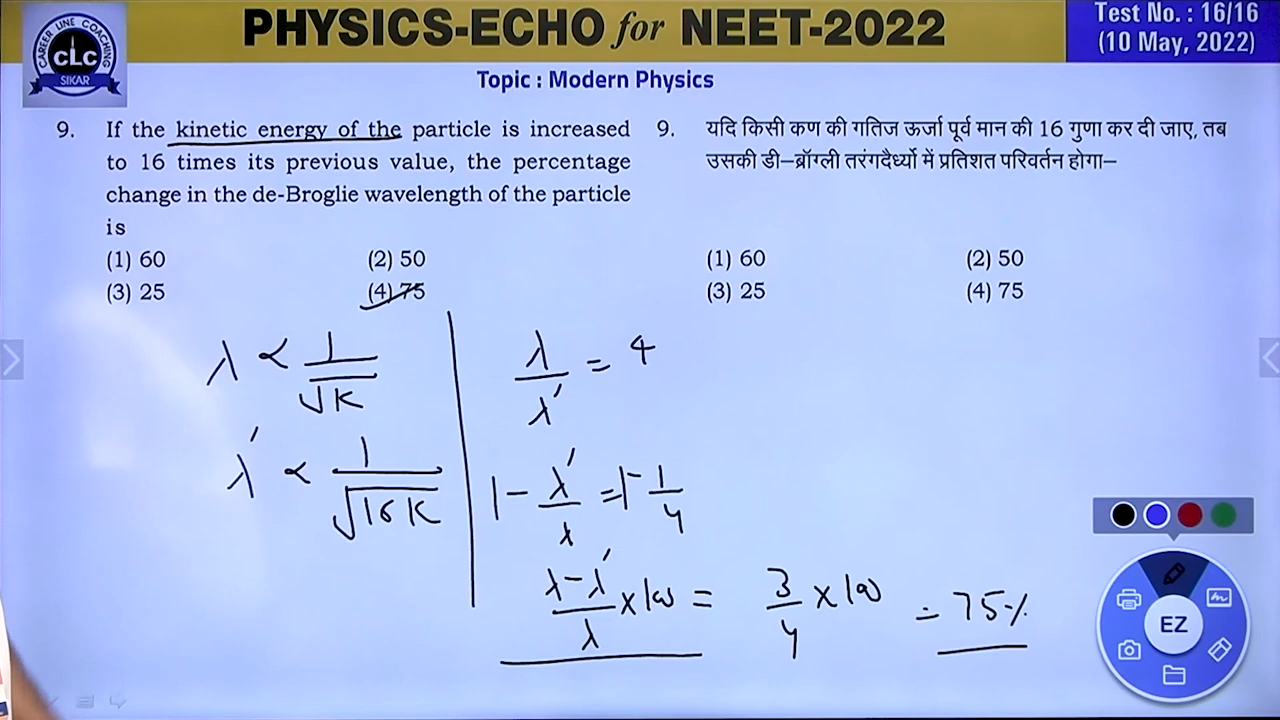 CAREER LINE COACHING
CLC
SIKAR
PHYSICS-ECHO for NEET-2022
Test No. : 16/16
(10 May, 2022)
Topic : Modern Physics
9. If the kinetic energy of the particle is increased
to 16 times its previous value, the percentage
change in the de-Broglie wavelength of the particle
is
(1) 60 (2) 50
(3) 25 (4) 75
9. यदि किसी कण की गतिज ऊर्जा पूर्व मान की 16 गुणा कर दी जाए, तब
उसकी डी–ब्रॉग्ली तरंगदैर्ध्यो में प्रतिशत परिवर्तन होगा–
(1) 60 (2) 50
(3) 25 (4) 75
λ ∝ 1/√K
λ' ∝ 1/√16K
λ/λ' = 4
1 - λ'/λ = 1 - 1/4
(λ-λ')/λ × 100 = 3/4 × 100 = 75%
EZ